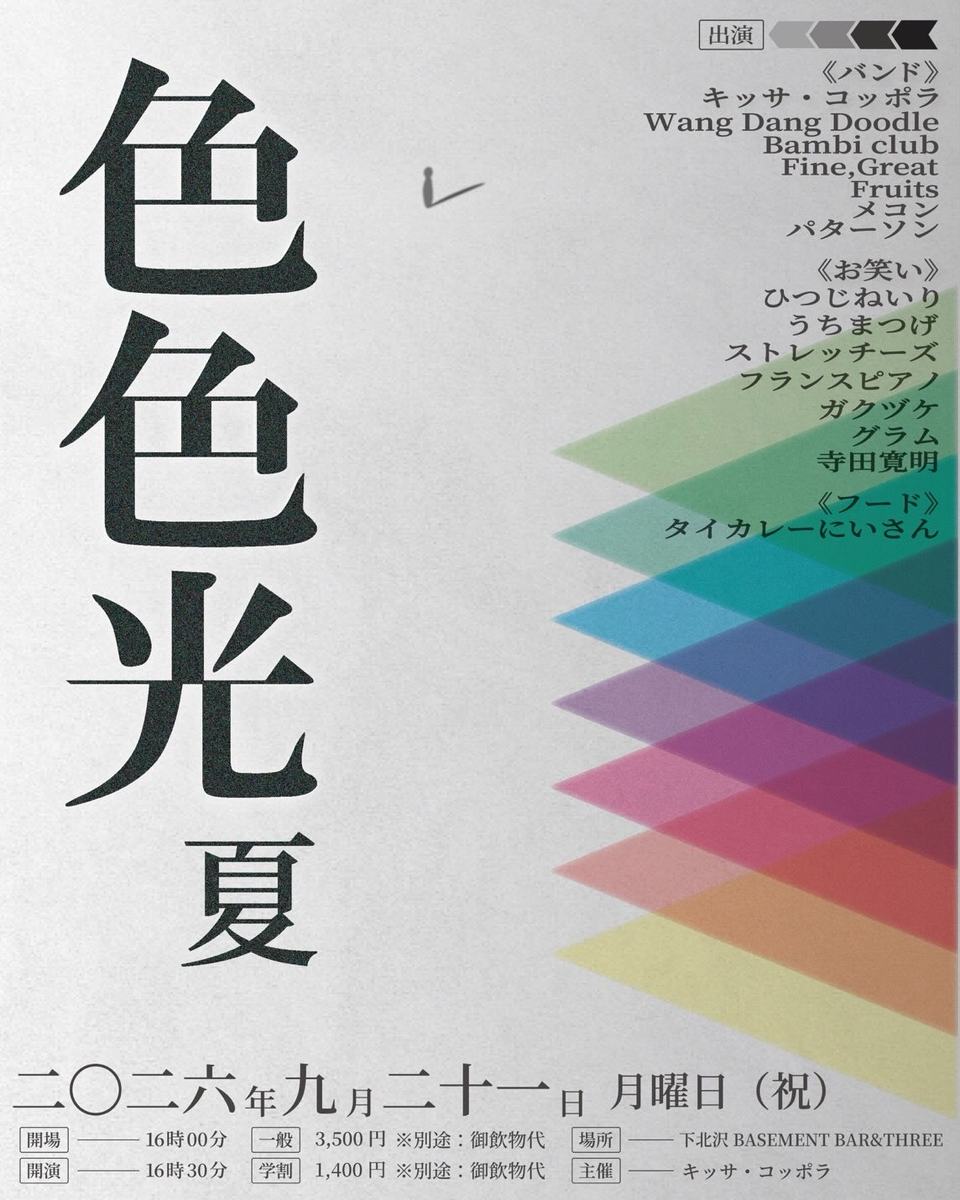 色色光
夏
出演
《バンド》
キッサ・コッポラ
Wang Dang Doodle
Bambi club
Fine,Great
Fruits
メコン
パターソン
《お笑い》
ひつじねいり
うちまつげ
ストレッチーズ
フランスピアノ
ガクヅケ
グラム
寺田寛明
《フード》
タイカレーにいさん
二〇二六年九月二十一日 月曜日（祝）
開場 16時00分 一般 3,500円 ※別途：御飲物代 場所 下北沢 BASEMENT BAR&THREE
開演 16時30分 学割 1,400円 ※別途：御飲物代 主催 キッサ・コッポラ